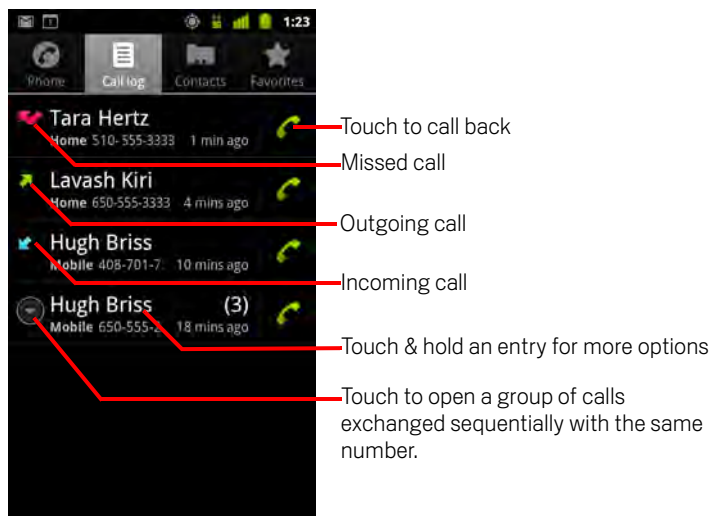 1 1:23
Phone Call log Contacts Favorites
Tara Hertz
Home 510-555-3333 1 min ago
Lavash Kiri
Home 650-555-3333 4 mins ago
Hugh Briss
Mobile 408-701-7 10 mins ago
Hugh Briss (3)
Mobile 650-555-2 18 mins ago
Touch to call back
Missed call
Outgoing call
Incoming call
Touch & hold an entry for more options
Touch to open a group of calls
exchanged sequentially with the same
number.